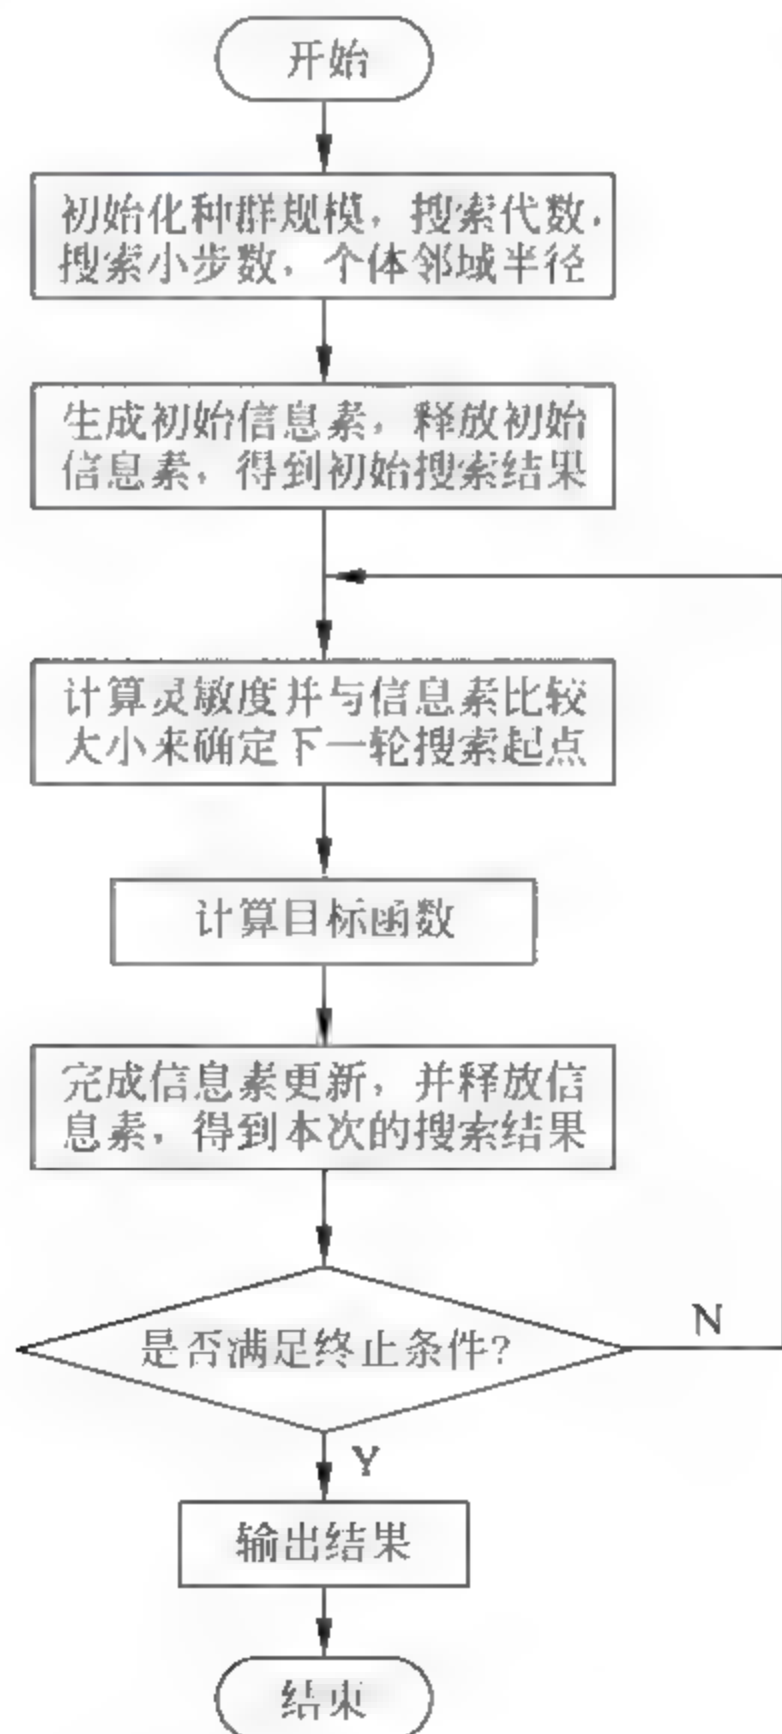 开始
初始化种群规模，搜索代数，
搜索小步数，个体邻域半径
生成初始信息素，释放初始
信息素，得到初始搜索结果
计算灵敏度并与信息素比较
大小来确定下一轮搜索起点
计算目标函数
完成信息素更新，并释放信
息素，得到本次的搜索结果
是否满足终止条件?
N
Y
输出结果
结束